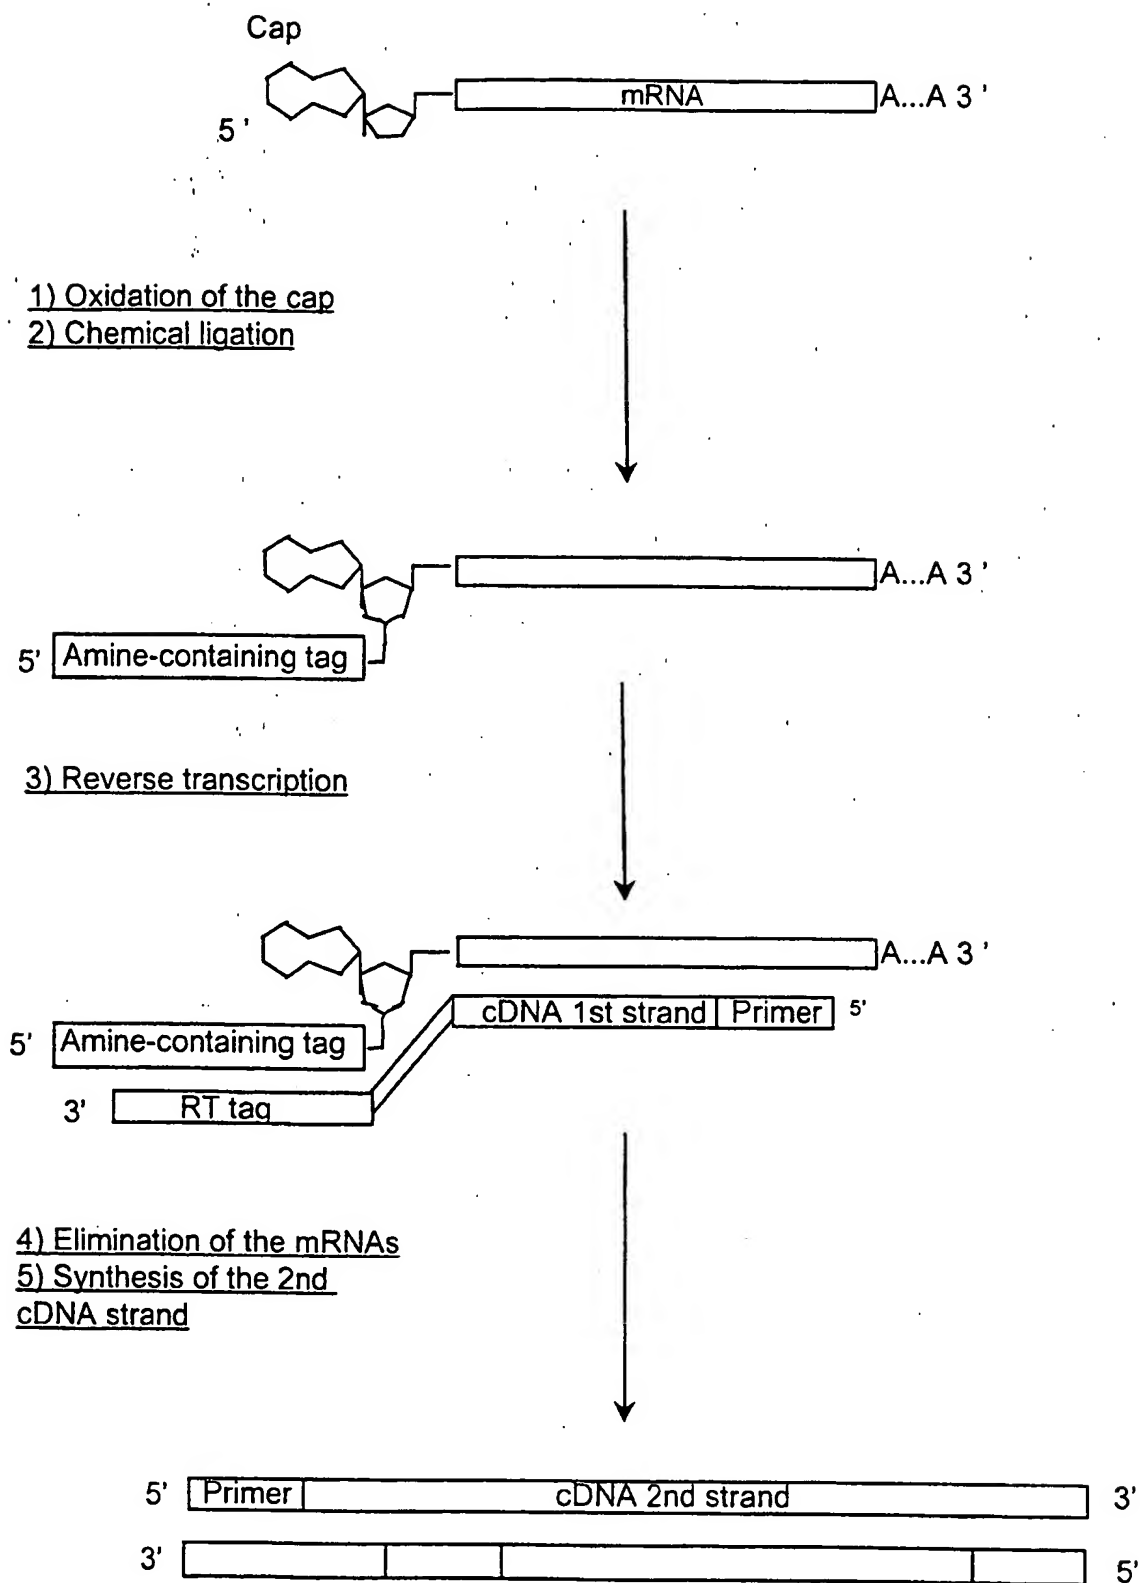 Cap
mRNA
A...A 3 '
5 '
1) Oxidation of the cap
2) Chemical ligation
A...A 3 '
5' Amine-containing tag
3) Reverse transcription
A...A 3 '
cDNA 1st strand Primer 5'
5' Amine-containing tag
3' RT tag
4) Elimination of the mRNAs
5) Synthesis of the 2nd
cDNA strand
5' Primer cDNA 2nd strand 3'
3' 5'